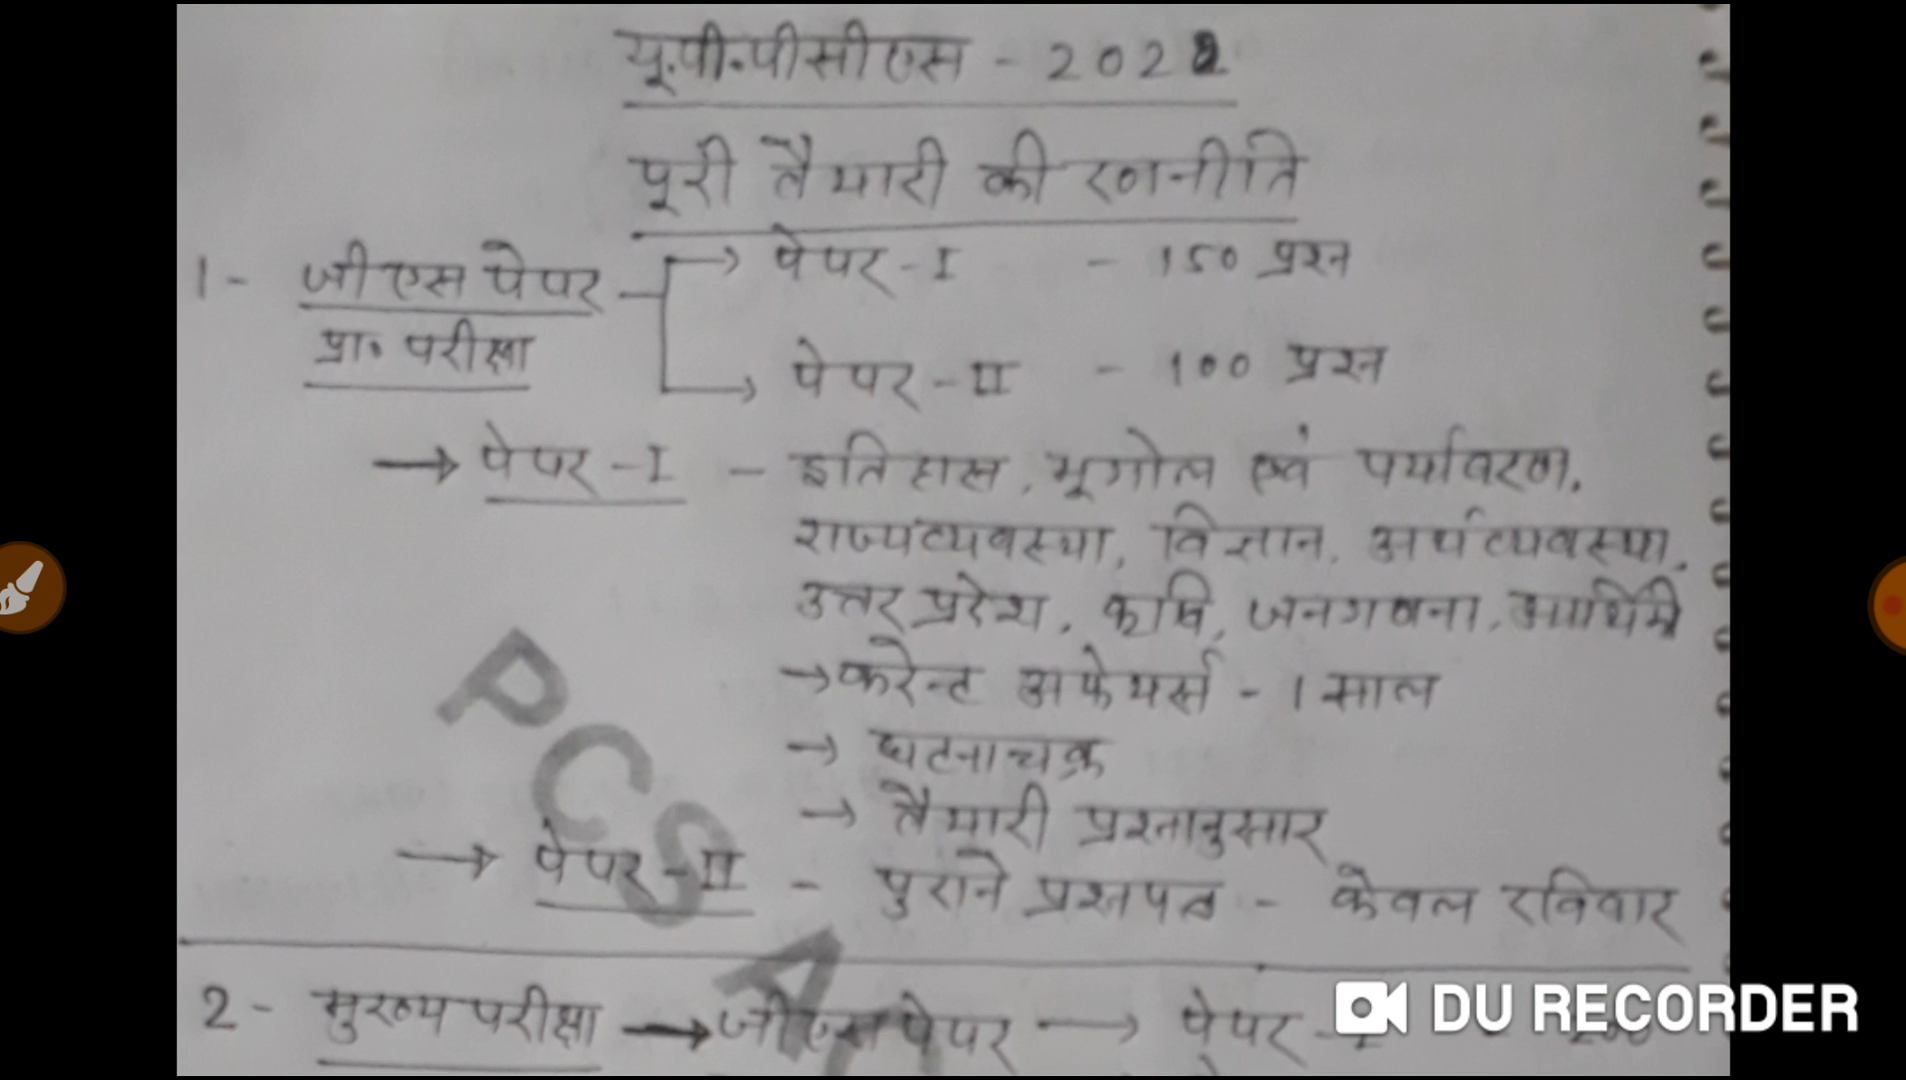 यू.पी.पीसीएस - 2022
पूरी तैयारी की रणनीति
1- जीएस पेपर → पेपर-I - 150 प्रश्न
प्रा० परीक्षा
→ पेपर-II - 100 प्रश्न
→ पेपर-I - इतिहास, भूगोल एवं पर्यावरण,
राज्यव्यवस्था, विज्ञान, अर्थव्यवस्था,
उत्तर प्रदेश, कृषि, जनगणना,
→ करेन्ट अफेयर्स - 1 साल
→ घटनाचक्र
→ तैयारी प्रश्नानुसार
→ पेपर-II - पुराने प्रश्नपत्र - केवल रविवार
2- मुख्य परीक्षा → जीएस पेपर → पेपर
PCS
DU RECORDER